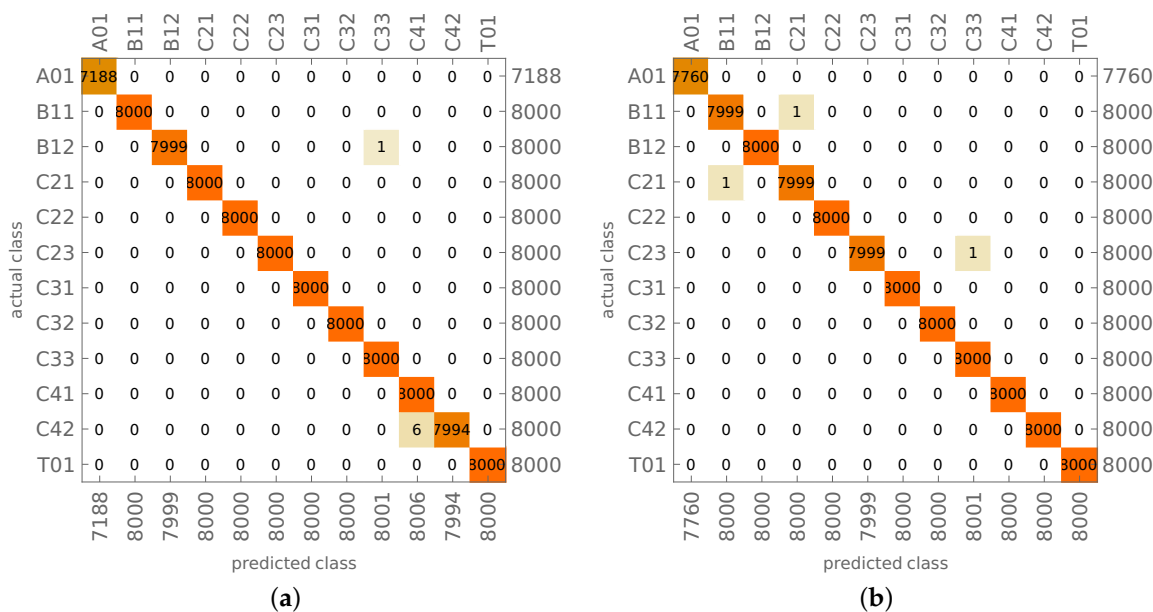 A01 B11 B12 C21 C22 C23 C31 C32 C33 C41 C42 T01
actual class
A01 7188 0 0 0 0 0 0 0 0 0 0 0 7188
B11 0 8000 0 0 0 0 0 0 0 0 0 0 8000
B12 0 0 7999 0 0 0 0 0 1 0 0 0 8000
C21 0 0 0 8000 0 0 0 0 0 0 0 0 8000
C22 0 0 0 0 8000 0 0 0 0 0 0 0 8000
C23 0 0 0 0 0 8000 0 0 0 0 0 0 8000
C31 0 0 0 0 0 0 8000 0 0 0 0 0 8000
C32 0 0 0 0 0 0 0 8000 0 0 0 0 8000
C33 0 0 0 0 0 0 0 0 8000 0 0 0 8000
C41 0 0 0 0 0 0 0 0 0 8000 0 0 8000
C42 0 0 0 0 0 0 0 0 0 6 7994 0 8000
T01 0 0 0 0 0 0 0 0 0 0 0 8000 8000
7188 8000 7999 8000 8000 8000 8000 8000 8001 8006 7994 8000
predicted class
(a)
A01 B11 B12 C21 C22 C23 C31 C32 C33 C41 C42 T01
actual class
A01 7760 0 0 0 0 0 0 0 0 0 0 0 7760
B11 0 7999 0 1 0 0 0 0 0 0 0 0 8000
B12 0 0 8000 0 0 0 0 0 0 0 0 0 8000
C21 0 1 0 7999 0 0 0 0 0 0 0 0 8000
C22 0 0 0 0 8000 0 0 0 0 0 0 0 8000
C23 0 0 0 0 0 7999 0 0 1 0 0 0 8000
C31 0 0 0 0 0 0 8000 0 0 0 0 0 8000
C32 0 0 0 0 0 0 0 8000 0 0 0 0 8000
C33 0 0 0 0 0 0 0 0 8000 0 0 0 8000
C41 0 0 0 0 0 0 0 0 0 8000 0 0 8000
C42 0 0 0 0 0 0 0 0 0 0 8000 0 8000
T01 0 0 0 0 0 0 0 0 0 0 0 8000 8000
7760 8000 8000 8000 8000 7999 8000 8000 8001 8000 8000 8000
predicted class
(b)